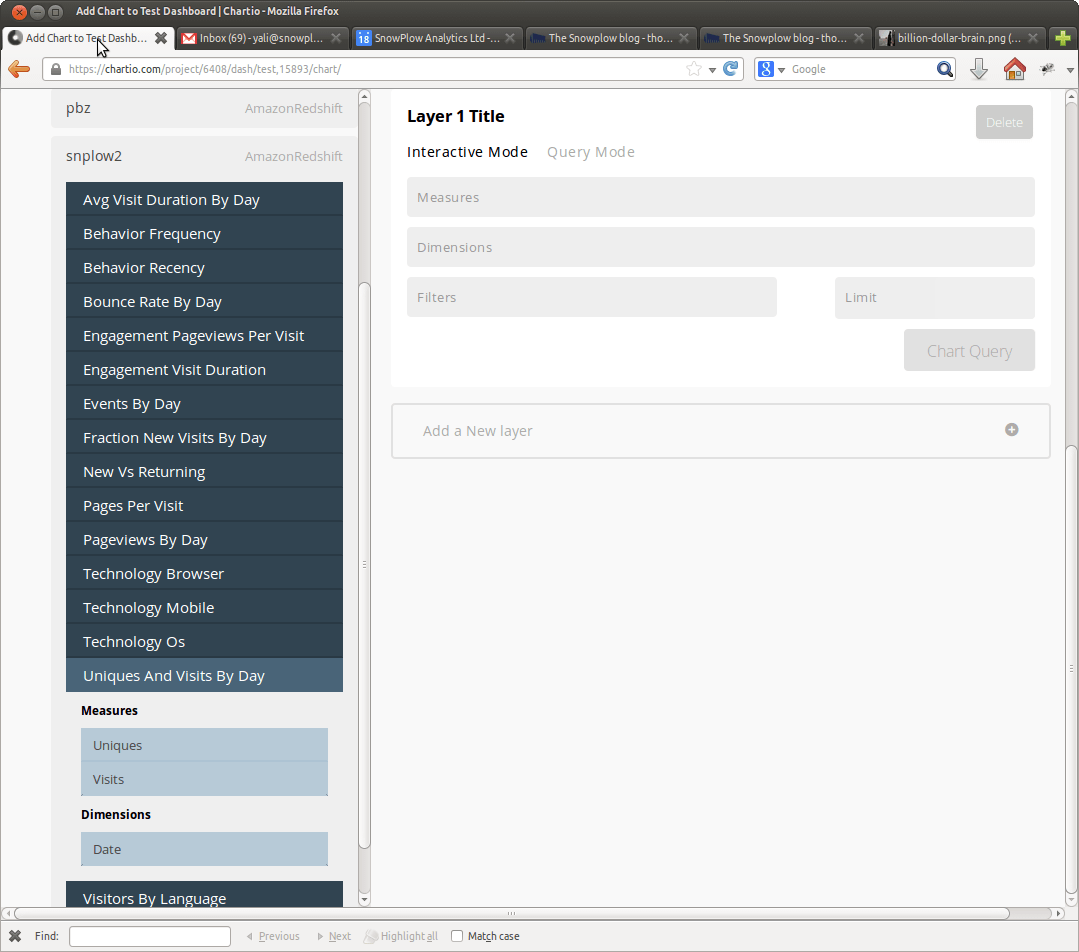 Add Chart to Test Dashboard | Chartio - Mozilla Firefox
Add Chart to Test Dashb...
Inbox (69) - yali@snowpl...
18 SnowPlow Analytics Ltd -...
The Snowplow blog - tho...
The Snowplow blog - tho...
billion-dollar-brain.png (...
https://chartio.com/project/6408/dash/test,15893/chart/
8 Google
pbz AmazonRedshift
snplow2 AmazonRedshift
Avg Visit Duration By Day
Behavior Frequency
Behavior Recency
Bounce Rate By Day
Engagement Pageviews Per Visit
Engagement Visit Duration
Events By Day
Fraction New Visits By Day
New Vs Returning
Pages Per Visit
Pageviews By Day
Technology Browser
Technology Mobile
Technology Os
Uniques And Visits By Day
Measures
Uniques
Visits
Dimensions
Date
Visitors By Language
Layer 1 Title
Delete
Interactive Mode Query Mode
Measures
Dimensions
Filters Limit
Chart Query
Add a New layer
Find: Previous Next Highlight all Match case